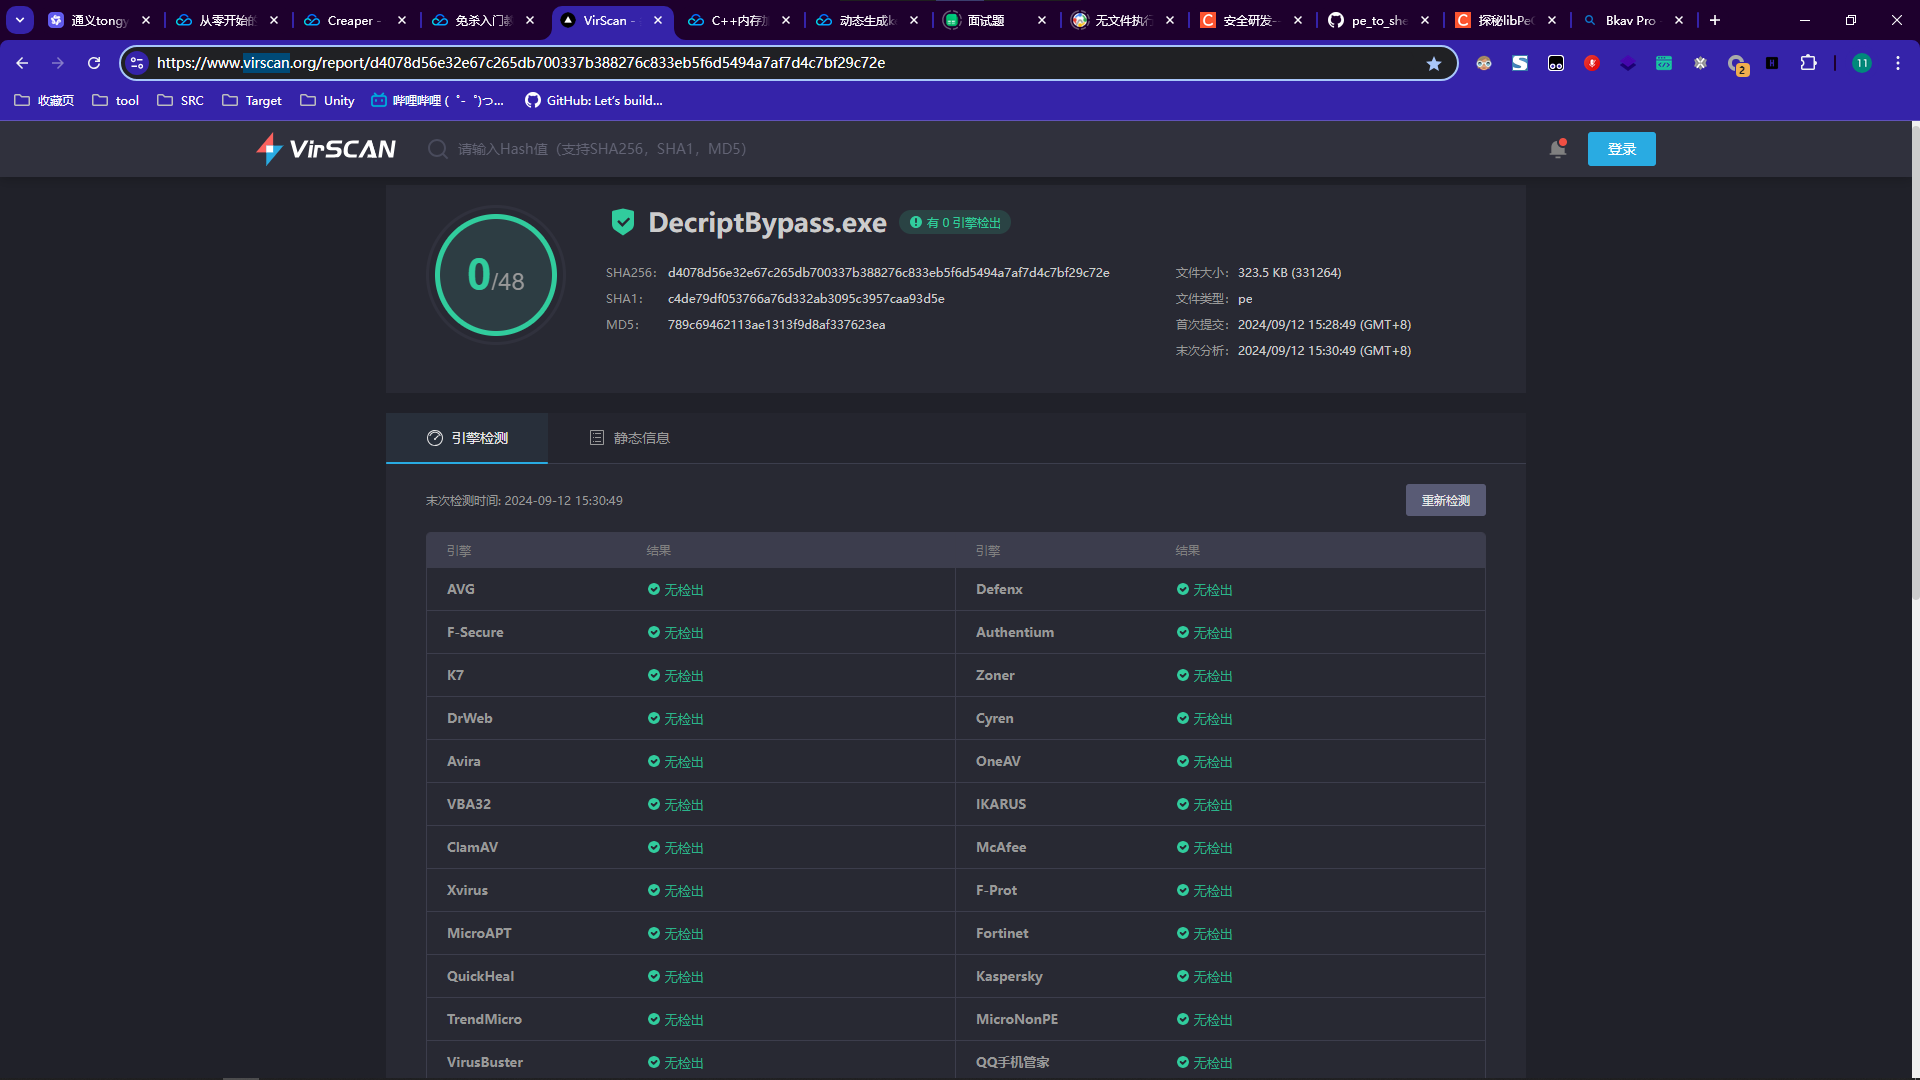 通义tongy
从零开始的
Creaper -
免杀入门教
VirScan -
C++内存加
动态生成ke
面试题
无文件执行
安全研发-
pe_to_she
探秘libPeC
Bkav Pro
https://www.virscan.org/report/d4078d56e32e67c265db700337b388276c833eb5f6d5494a7af7d4c7bf29c72e
2
11
收藏页
tool
SRC
Target
Unity
哔哩哔哩 ( ゜- ゜)つ...
GitHub: Let's build...
VirSCAN
请输入Hash值（支持SHA256，SHA1，MD5）
登录
0/48
DecriptBypass.exe
有 0 引擎检出
SHA256: d4078d56e32e67c265db700337b388276c833eb5f6d5494a7af7d4c7bf29c72e
SHA1: c4de79df053766a76d332ab3095c3957caa93d5e
MD5: 789c69462113ae1313f9d8af337623ea
文件大小: 323.5 KB (331264)
文件类型: pe
首次提交: 2024/09/12 15:28:49 (GMT+8)
末次分析: 2024/09/12 15:30:49 (GMT+8)
引擎检测
静态信息
末次检测时间: 2024-09-12 15:30:49
重新检测
引擎 结果 引擎 结果
AVG 无检出 Defenx 无检出
F-Secure 无检出 Authentium 无检出
K7 无检出 Zoner 无检出
DrWeb 无检出 Cyren 无检出
Avira 无检出 OneAV 无检出
VBA32 无检出 IKARUS 无检出
ClamAV 无检出 McAfee 无检出
Xvirus 无检出 F-Prot 无检出
MicroAPT 无检出 Fortinet 无检出
QuickHeal 无检出 Kaspersky 无检出
TrendMicro 无检出 MicroNonPE 无检出
VirusBuster 无检出 QQ手机管家 无检出